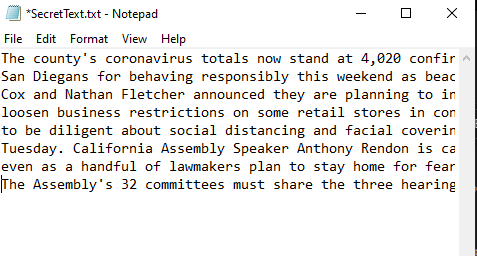 *SecretText.txt - Notepad
File Edit Format View Help
The county's coronavirus totals now stand at 4,020 confir
San Diegans for behaving responsibly this weekend as beac
Cox and Nathan Fletcher announced they are planning to in
loosen business restrictions on some retail stores in con
to be diligent about social distancing and facial coverin
Tuesday. California Assembly Speaker Anthony Rendon is ca
even as a handful of lawmakers plan to stay home for fear
The Assembly's 32 committees must share the three hearing